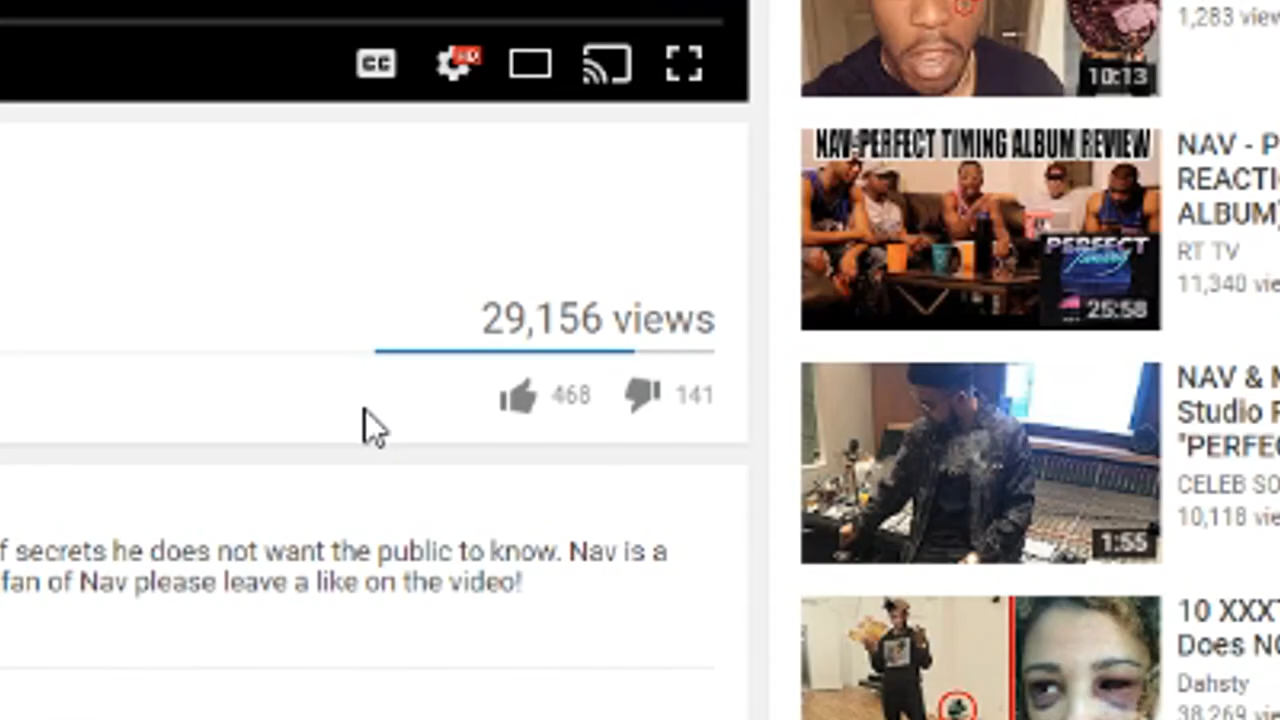 CC
HD
29,156 views
468
141
f secrets he does not want the public to know. Nav is a
fan of Nav please leave a like on the video!
1,283 view
10:13
NAV-PERFECT TIMING ALBUM REVIEW
PERFECT
timing
25:58
NAV - P
REACTI
ALBUM)
RT TV
11,340 vie
1:55
NAV & M
Studio F
"PERFEC
CELEB SO
10,118 vie
10 XXXT
Does NO
Dahsty
38,269 vie